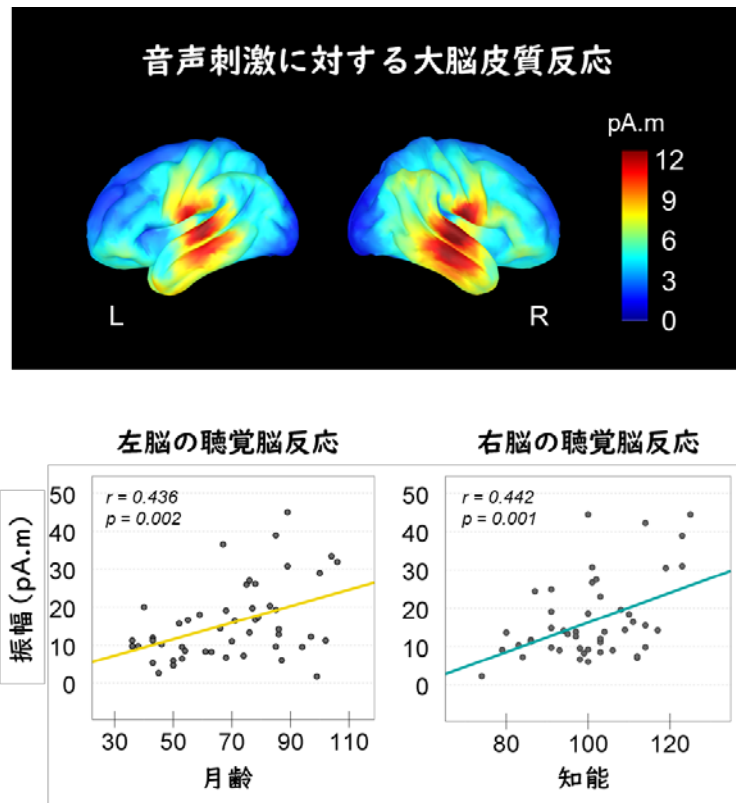 音声刺激に対する大脳皮質反応
pA.m
12
9
6
3
0
L
R
左脳の聴覚脳反応
右脳の聴覚脳反応
振幅(pA.m)
r = 0.436
p = 0.002
50
40
30
20
10
0
30 50 70 90 110
月齢
r = 0.442
p = 0.001
50
40
30
20
10
0
80 100 120
知能